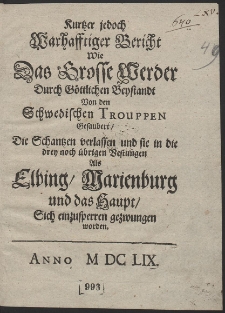 Kurtzer jedoch
Warhafftiger Bericht
Wie
Das Grosse Werder
Durch Göttlichen Beystandt
Von den
Schwedischen TROUPPEN
Gesaubert/
Die Schantzen verlassen und sie in die
drey noch übrigen Vestungen
Als
Elbing/ Marienburg
und das Haupt/
Sich einzusperren gezwungen
worden.
ANNO M DC LIX.
[993]